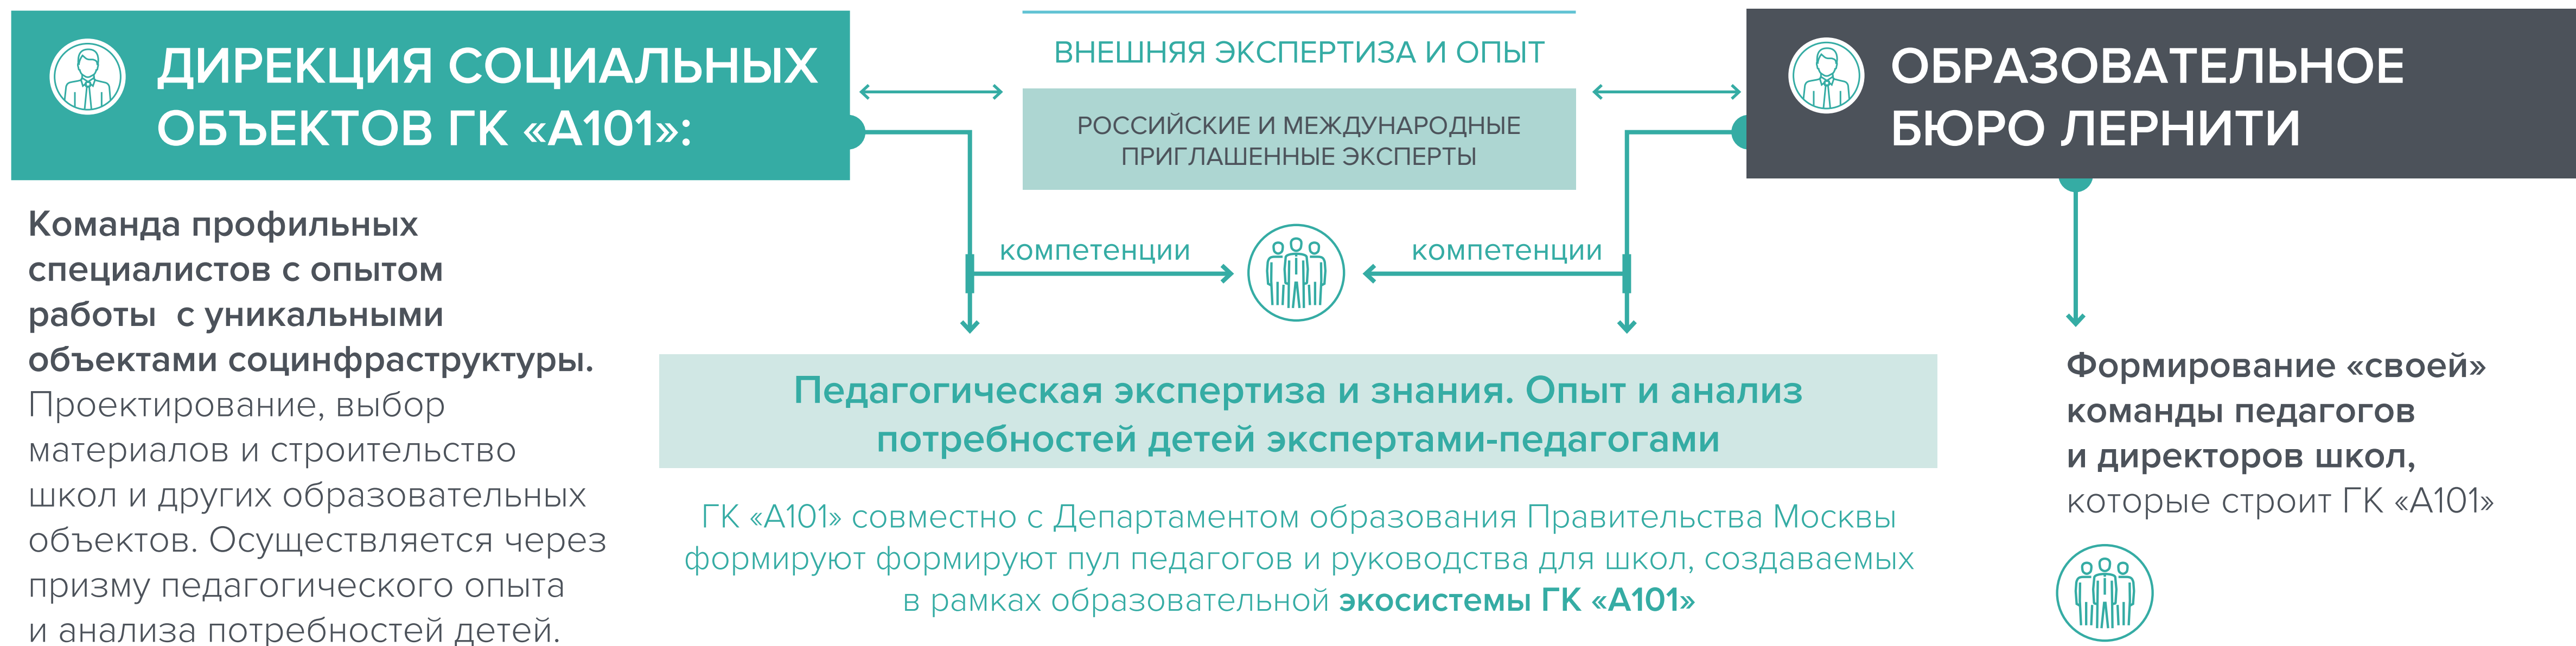 ДИРЕКЦИЯ СОЦИАЛЬНЫХ
ОБЪЕКТОВ ГК «А101»:
Команда профильных
специалистов с опытом
работы  с уникальными
объектами социнфраструктуры.
Проектирование, выбор
материалов и строительство
школ и других образовательных
объектов. Осуществляется через
призму педагогического опыта
и анализа потребностей детей.
ВНЕШНЯЯ ЭКСПЕРТИЗА И ОПЫТ
РОССИЙСКИЕ И МЕЖДУНАРОДНЫЕ
ПРИГЛАШЕННЫЕ ЭКСПЕРТЫ
компетенции
компетенции
Педагогическая экспертиза и знания. Опыт и анализ
потребностей детей экспертами-педагогами
ГК «А101» совместно с Департаментом образования Правительства Москвы
формируют формируют пул педагогов и руководства для школ, создаваемых
в рамках образовательной экосистемы ГК «А101»
ОБРАЗОВАТЕЛЬНОЕ
БЮРО ЛЕРНИТИ
Формирование «своей»
команды педагогов
и директоров школ,
которые строит ГК «А101»